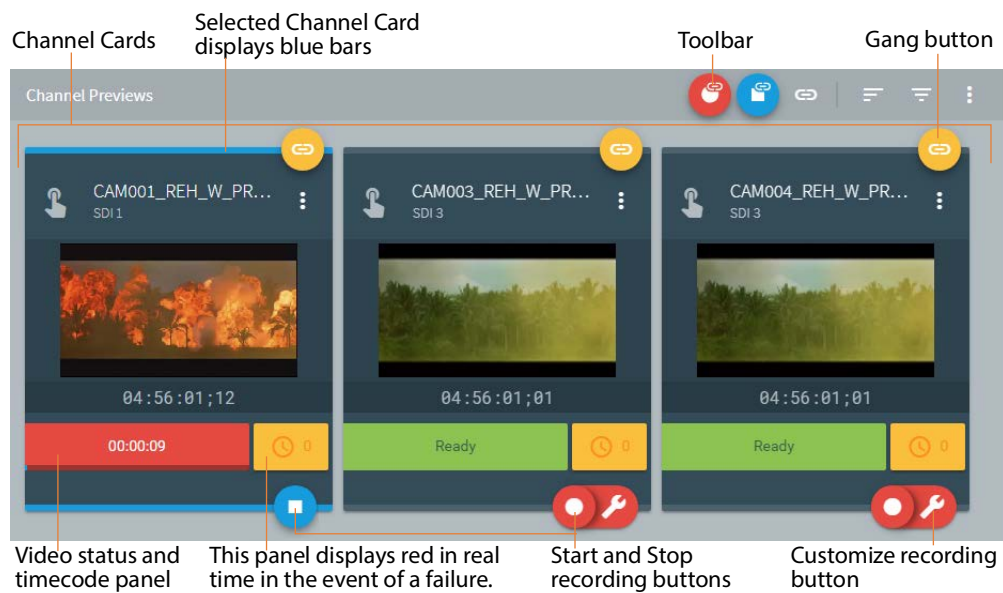 Selected Channel Card
displays blue bars
Channel Cards
Toolbar
Gang button
Channel Previews
CAM001_REH_W_PR...
SDI 1
CAM003_REH_W_PR...
SDI 3
CAM004_REH_W_PR...
SDI 3
04:56:01;12
04:56:01;01
04:56:01;01
00:00:09
0
Ready
0
Ready
0
Video status and
timecode panel
This panel displays red in real
time in the event of a failure.
Start and Stop
recording buttons
Customize recording
button